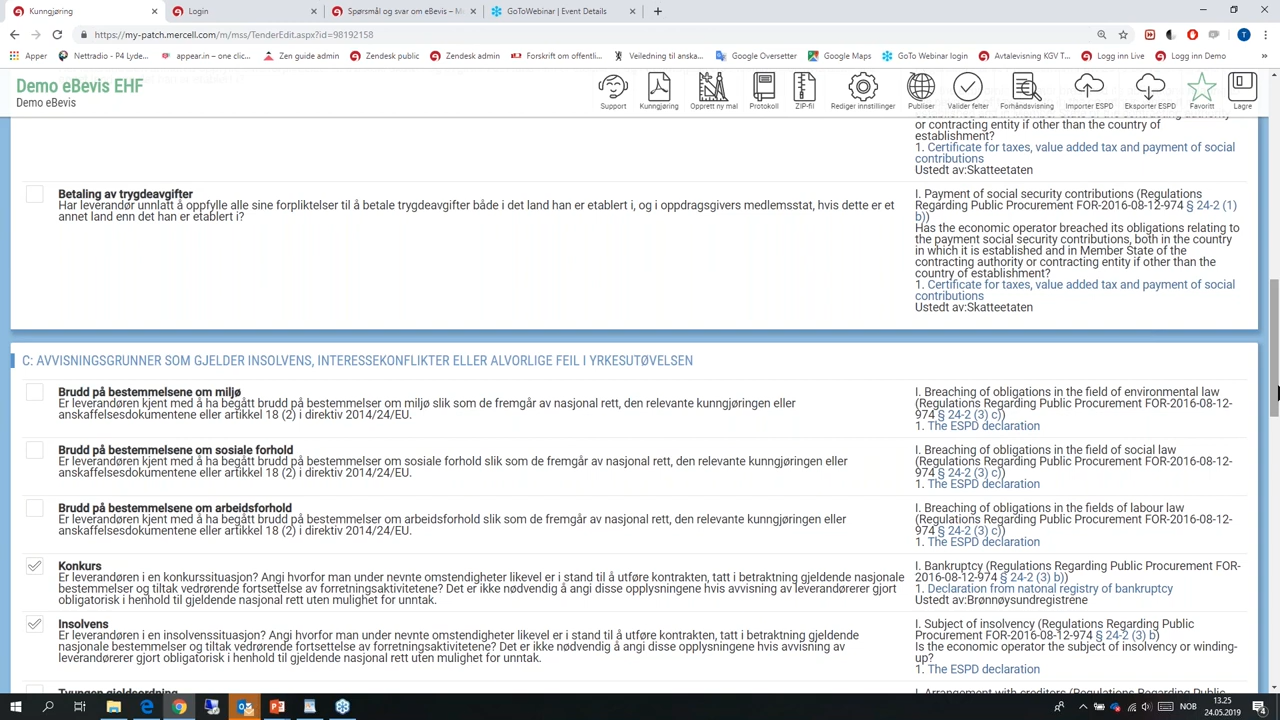 Kunngjøring
Login
Spørsmål og svar om eBevis – M
GoToWebinar | Event Details
https://my-patch.mercell.com/m/mss/TenderEdit.aspx?id=98192158
T
Apper
Nettradio - P4 Lyde...
appear.in – one clic...
Zen guide admin
Zendesk public
Zendesk admin
Forskrift om offentli...
Veiledning til anska...
Google Oversetter
Google Maps
GoTo Webinar login
Avtalevisning KGV T...
Logg inn Live
Logg inn Demo
Demo eBevis EHF
Demo eBevis
Support
Kunngjøring
Opprett ny mal
Protokoll
ZIP-fil
Rediger innstillinger
Publiser
Valider felter
Forhåndsvisning
Importer ESPD
Eksporter ESPD
Favoritt
Lagre
established and in Member State of the contracting authority
or contracting entity if other than the country of
establishment?
1. Certificate for taxes, value added tax and payment of social
contributions
Ustedt av:Skatteetaten
Betaling av trygdeavgifter
Har leverandør unnlatt å oppfylle alle sine forpliktelser til å betale trygdeavgifter både i det land han er etablert i, og i oppdragsgivers medlemsstat, hvis dette er et
annet land enn det han er etablert i?
I. Payment of social security contributions (Regulations
Regarding Public Procurement FOR-2016-08-12-974 § 24-2 (1)
b))
Has the economic operator breached its obligations relating to
the payment social security contributions, both in the country
in which it is established and in Member State of the
contracting authority or contracting entity if other than the
country of establishment?
1. Certificate for taxes, value added tax and payment of social
contributions
Ustedt av:Skatteetaten
C: AVVISNINGSGRUNNER SOM GJELDER INSOLVENS, INTERESSEKONFLIKTER ELLER ALVORLIGE FEIL I YRKESUTØVELSEN
Brudd på bestemmelsene om miljø
Er leverandøren kjent med å ha begått brudd på bestemmelser om miljø slik som de fremgår av nasjonal rett, den relevante kunngjøringen eller
anskaffelsesdokumentene eller artikkel 18 (2) i direktiv 2014/24/EU.
I. Breaching of obligations in the field of environmental law
(Regulations Regarding Public Procurement FOR-2016-08-12-
974 § 24-2 (3) c))
1. The ESPD declaration
Brudd på bestemmelsene om sosiale forhold
Er leverandøren kjent med å ha begått brudd på bestemmelser om sosiale forhold slik som de fremgår av nasjonal rett, den relevante kunngjøringen eller
anskaffelsesdokumentene eller artikkel 18 (2) i direktiv 2014/24/EU.
I. Breaching of obligations in the field of social law
(Regulations Regarding Public Procurement FOR-2016-08-12-
974 § 24-2 (3) c))
1. The ESPD declaration
Brudd på bestemmelsene om arbeidsforhold
Er leverandøren kjent med å ha begått brudd på bestemmelser om arbeidsforhold slik som de fremgår av nasjonal rett, den relevante kunngjøringen eller
anskaffelsesdokumentene eller artikkel 18 (2) i direktiv 2014/24/EU.
I. Breaching of obligations in the fields of labour law
(Regulations Regarding Public Procurement FOR-2016-08-12-
974 § 24-2 (3) c))
1. The ESPD declaration
Konkurs
Er leverandøren i en konkurssituasjon? Angi hvorfor man under nevnte omstendigheter likevel er i stand til å utføre kontrakten, tatt i betraktning gjeldende nasjonale
bestemmelser og tiltak vedrørende fortsettelse av forretningsaktivitetene? Det er ikke nødvendig å angi disse opplysningene hvis avvisning av leverandørerer gjort
obligatorisk i henhold til gjeldende nasjonal rett uten mulighet for unntak.
I. Bankruptcy (Regulations Regarding Public Procurement FOR-
2016-08-12-974 § 24-2 (3) b))
1. Declaration from natonal registry of bankruptcy
Ustedt av:Brønnøysundregistrene
Insolvens
Er leverandøren i en insolvenssituasjon? Angi hvorfor man under nevnte omstendigheter likevel er i stand til å utføre kontrakten, tatt i betraktning gjeldende
nasjonale bestemmelser og tiltak vedrørende fortsettelse av forretningsaktivitetene? Det er ikke nødvendig å angi disse opplysningene hvis avvisning av
leverandørerer gjort obligatorisk i henhold til gjeldende nasjonal rett uten mulighet for unntak.
I. Subject of insolvency (Regulations Regarding Public
Procurement FOR-2016-08-12-974 § 24-2 (3) b)
Is the economic operator the subject of insolvency or winding-
up?
1. The ESPD declaration
Tvungen gjeldsordning
I. Arrangement with creditors (Regulations Regarding Public
NOB
13.25
24.05.2019
4